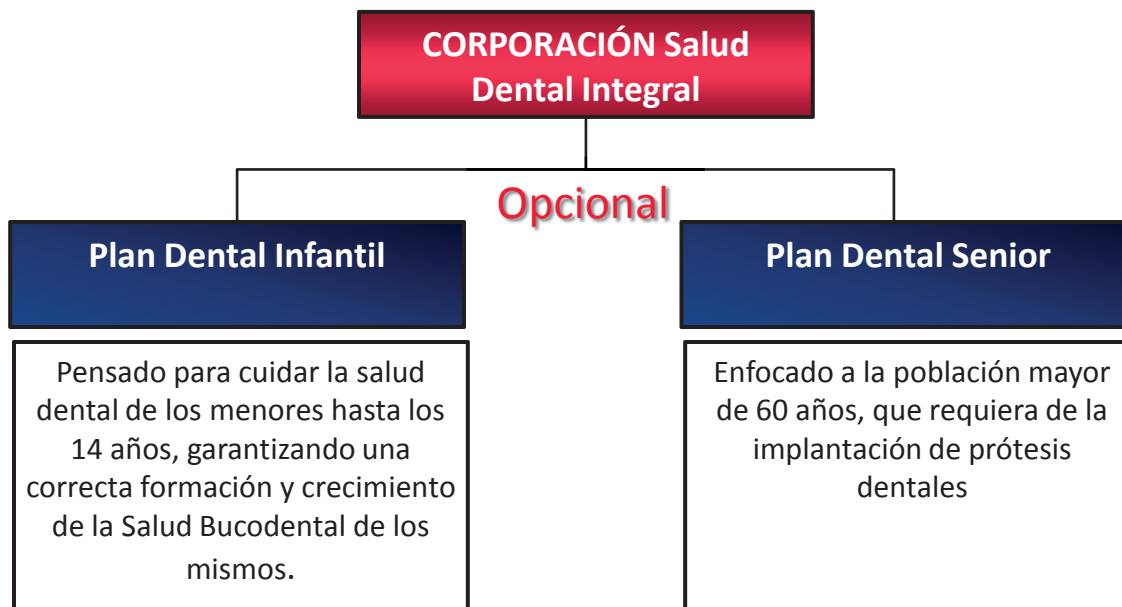 CORPORACIÓN Salud
Dental Integral
Opcional
Plan Dental Infantil
Pensado para cuidar la salud
dental de los menores hasta los
14 años, garantizando una
correcta formación y crecimiento
de la Salud Bucodental de los
mismos.
Plan Dental Senior
Enfocado a la población mayor
de 60 años, que requiera de la
implantación de prótesis
dentales